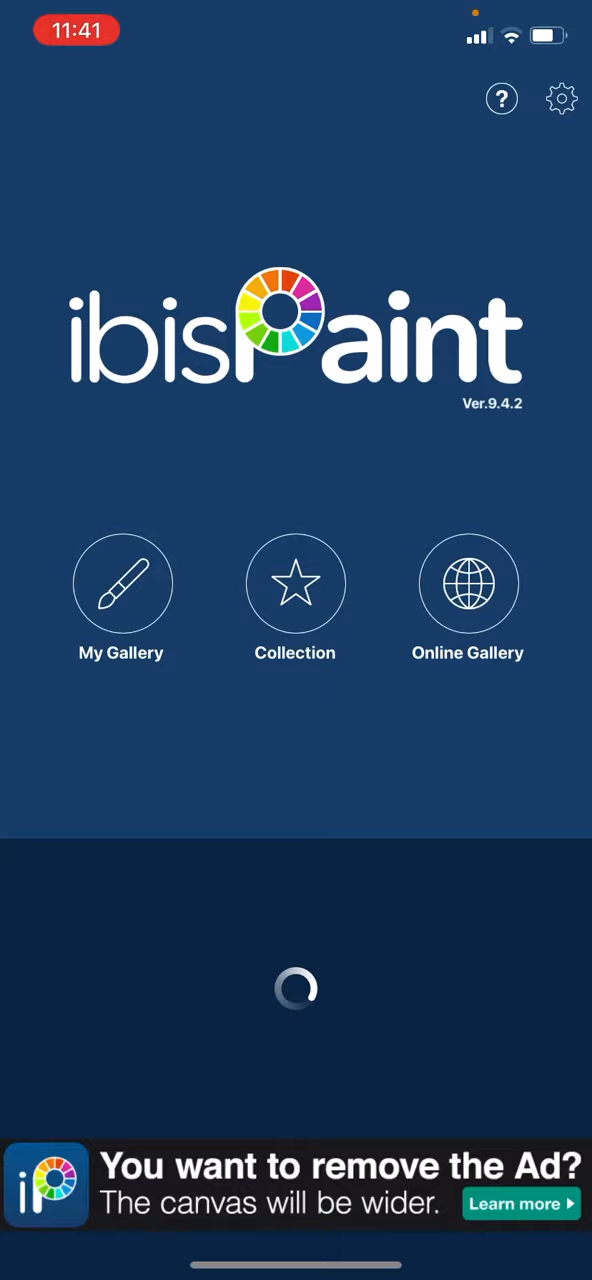 11:41
?
ibisPaint
Ver.9.4.2
My Gallery
Collection
Online Gallery
iP
You want to remove the Ad?
The canvas will be wider.
Learn more